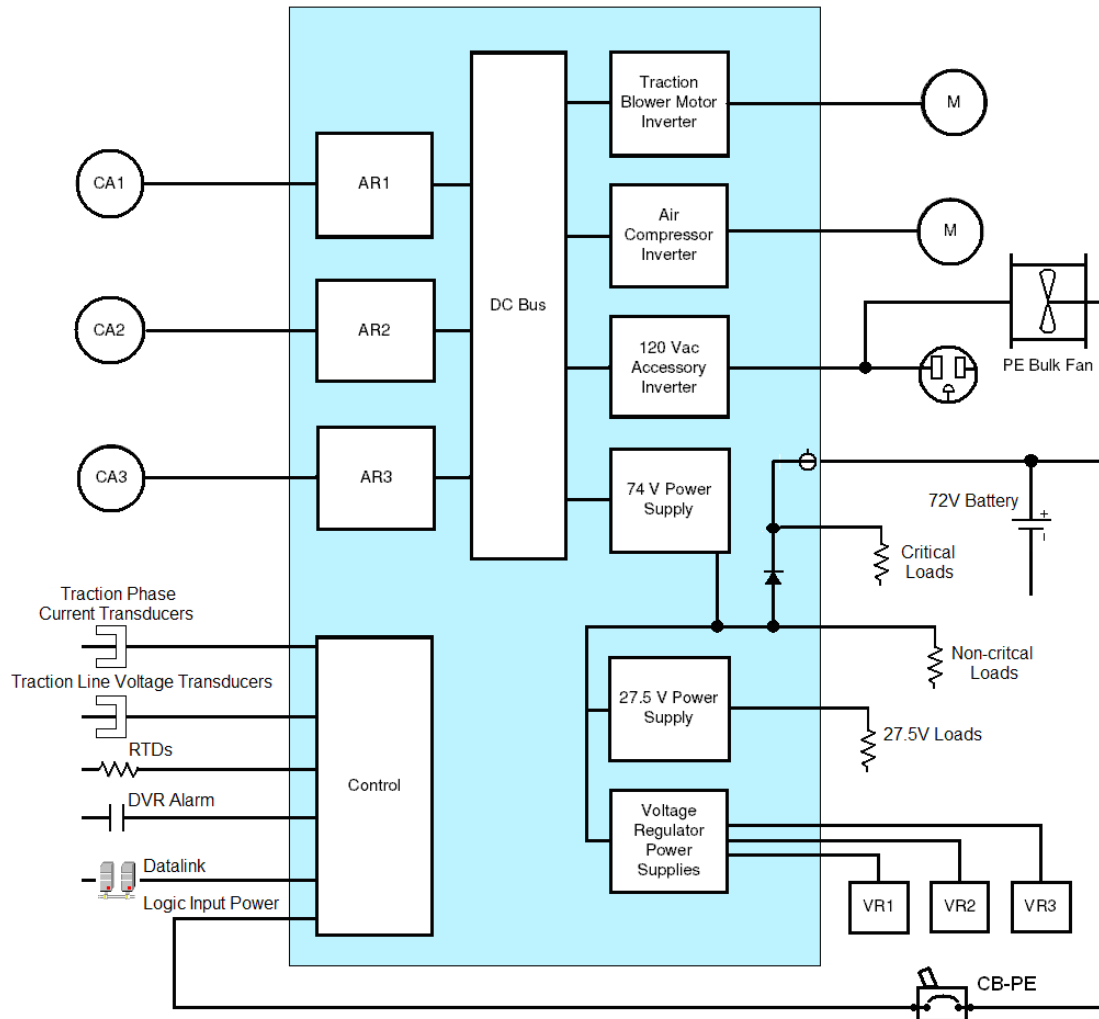 Traction
Blower Motor
Inverter
M
CA1
AR1
Air
Compressor
Inverter
M
DC Bus
CA2
AR2
120 Vac
Accessory
Inverter
PE Bulk Fan
CA3
AR3
74 V Power
Supply
72V Battery
+
−
Critical
Loads
Traction Phase
Current Transducers
Non-critcal
Loads
Traction Line Voltage Transducers
27.5 V Power
Supply
27.5V Loads
RTDs
Control
DVR Alarm
Voltage
Regulator
Power
Supplies
Datalink
Logic Input Power
VR1
VR2
VR3
CB-PE